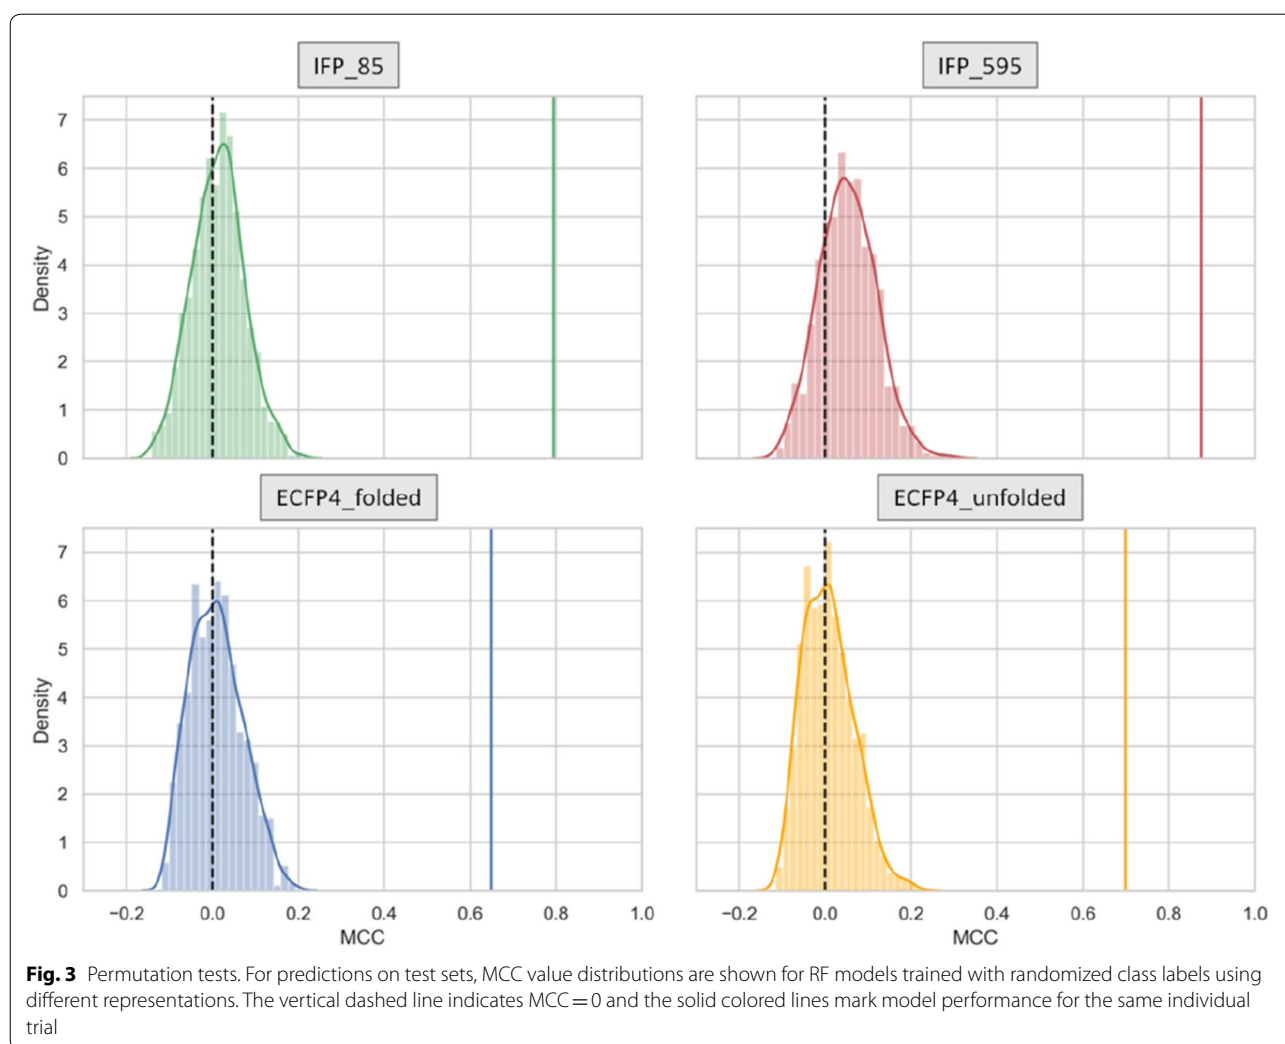 IFP_85
IFP_595
7
6
5
4
3
2
1
0
Density
ECFP4_folded
ECFP4_unfolded
7
6
5
4
3
2
1
0
Density
−0.2 0.0 0.2 0.4 0.6 0.8 1.0
MCC
−0.2 0.0 0.2 0.4 0.6 0.8 1.0
MCC
Fig. 3 Permutation tests. For predictions on test sets, MCC value distributions are shown for RF models trained with randomized class labels using
different representations. The vertical dashed line indicates MCC = 0 and the solid colored lines mark model performance for the same individual
trial